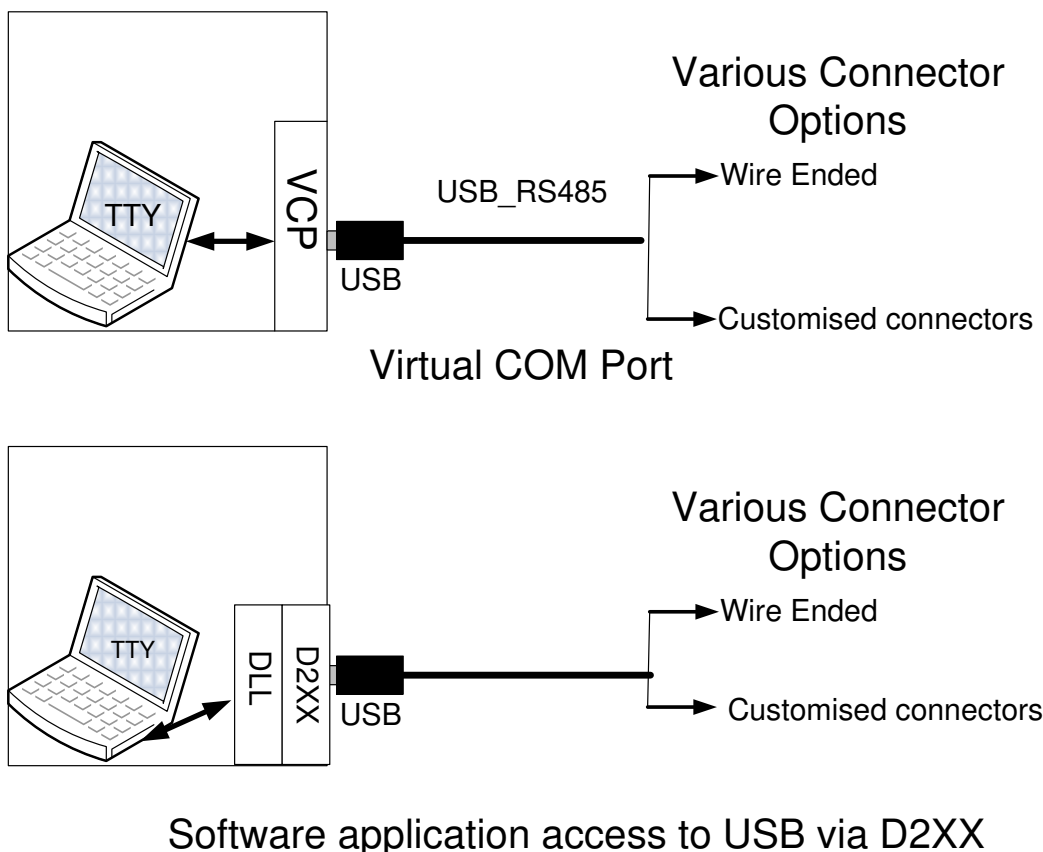 Various Connector
Options
Wire Ended
USB_RS485
TTY
VCP
USB
Customised connectors
Virtual COM Port
Various Connector
Options
Wire Ended
TTY
DLL
D2XX
USB
Customised connectors
Software application access to USB via D2XX